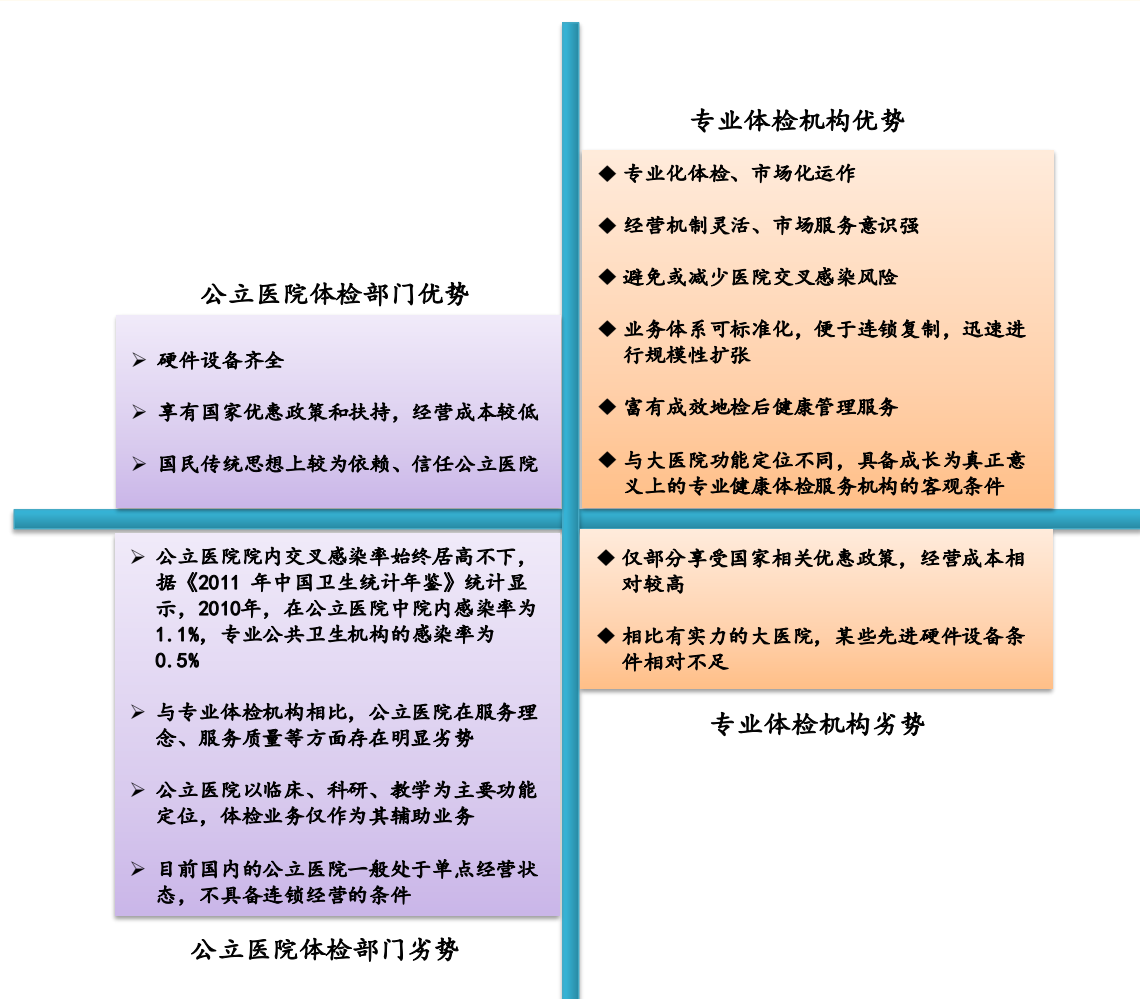 专业体检机构优势
◆ 专业化体检、市场化运作
◆ 经营机制灵活、市场服务意识强
◆ 避免或减少医院交叉感染风险
◆ 业务体系可标准化，便于连锁复制，迅速进
行规模性扩张
◆ 富有成效地检后健康管理服务
◆ 与大医院功能定位不同，具备成长为真正意
义上的专业健康体检服务机构的客观条件
公立医院体检部门优势
➢ 硬件设备齐全
➢ 享有国家优惠政策和扶持，经营成本较低
➢ 国民传统思想上较为依赖、信任公立医院
➢ 公立医院院内交叉感染率始终居高不下，
据《2011 年中国卫生统计年鉴》统计显
示，2010年，在公立医院中院内感染率为
1.1%，专业公共卫生机构的感染率为
0.5%
➢ 与专业体检机构相比，公立医院在服务理
念、服务质量等方面存在明显劣势
➢ 公立医院以临床、科研、教学为主要功能
定位，体检业务仅作为其辅助业务
➢ 目前国内的公立医院一般处于单点经营状
态，不具备连锁经营的条件
公立医院体检部门劣势
◆ 仅部分享受国家相关优惠政策，经营成本相
对较高
◆ 相比有实力的大医院，某些先进硬件设备条
件相对不足
专业体检机构劣势